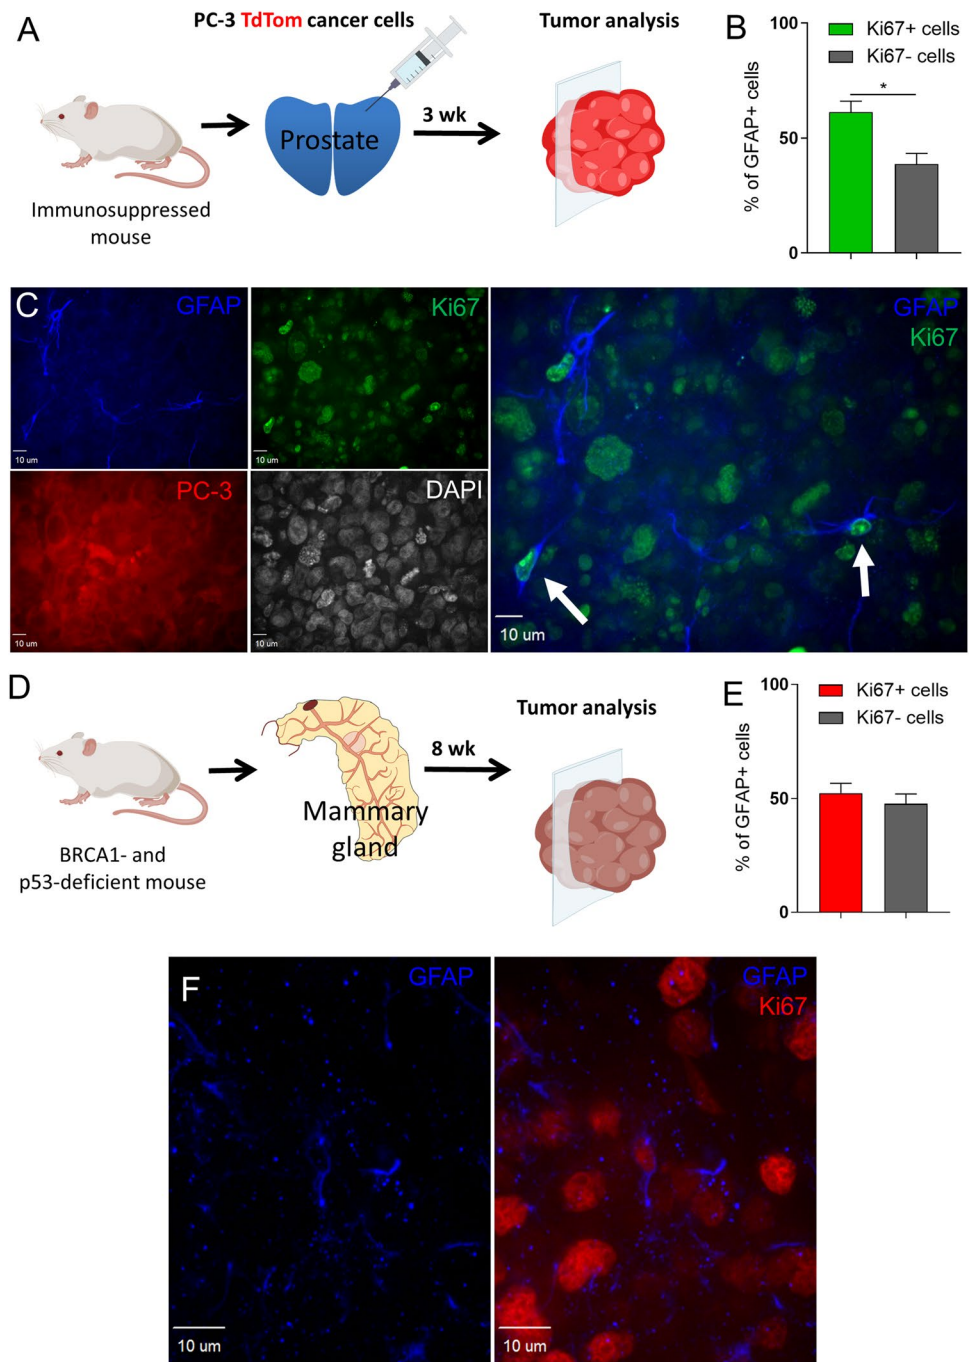 A
PC-3 TdTom cancer cells
Tumor analysis
Prostate
3 wk
Immunosuppressed
mouse
B
Ki67+ cells
Ki67- cells
% of GFAP+ cells
100
50
0
*
C
GFAP
10 um
Ki67
10 um
PC-3
10 um
DAPI
10 um
GFAP
Ki67
10 um
D
Tumor analysis
8 wk
Mammary
gland
BRCA1- and
p53-deficient mouse
E
Ki67+ cells
Ki67- cells
% of GFAP+ cells
100
50
0
F
GFAP
10 um
GFAP
Ki67
10 um